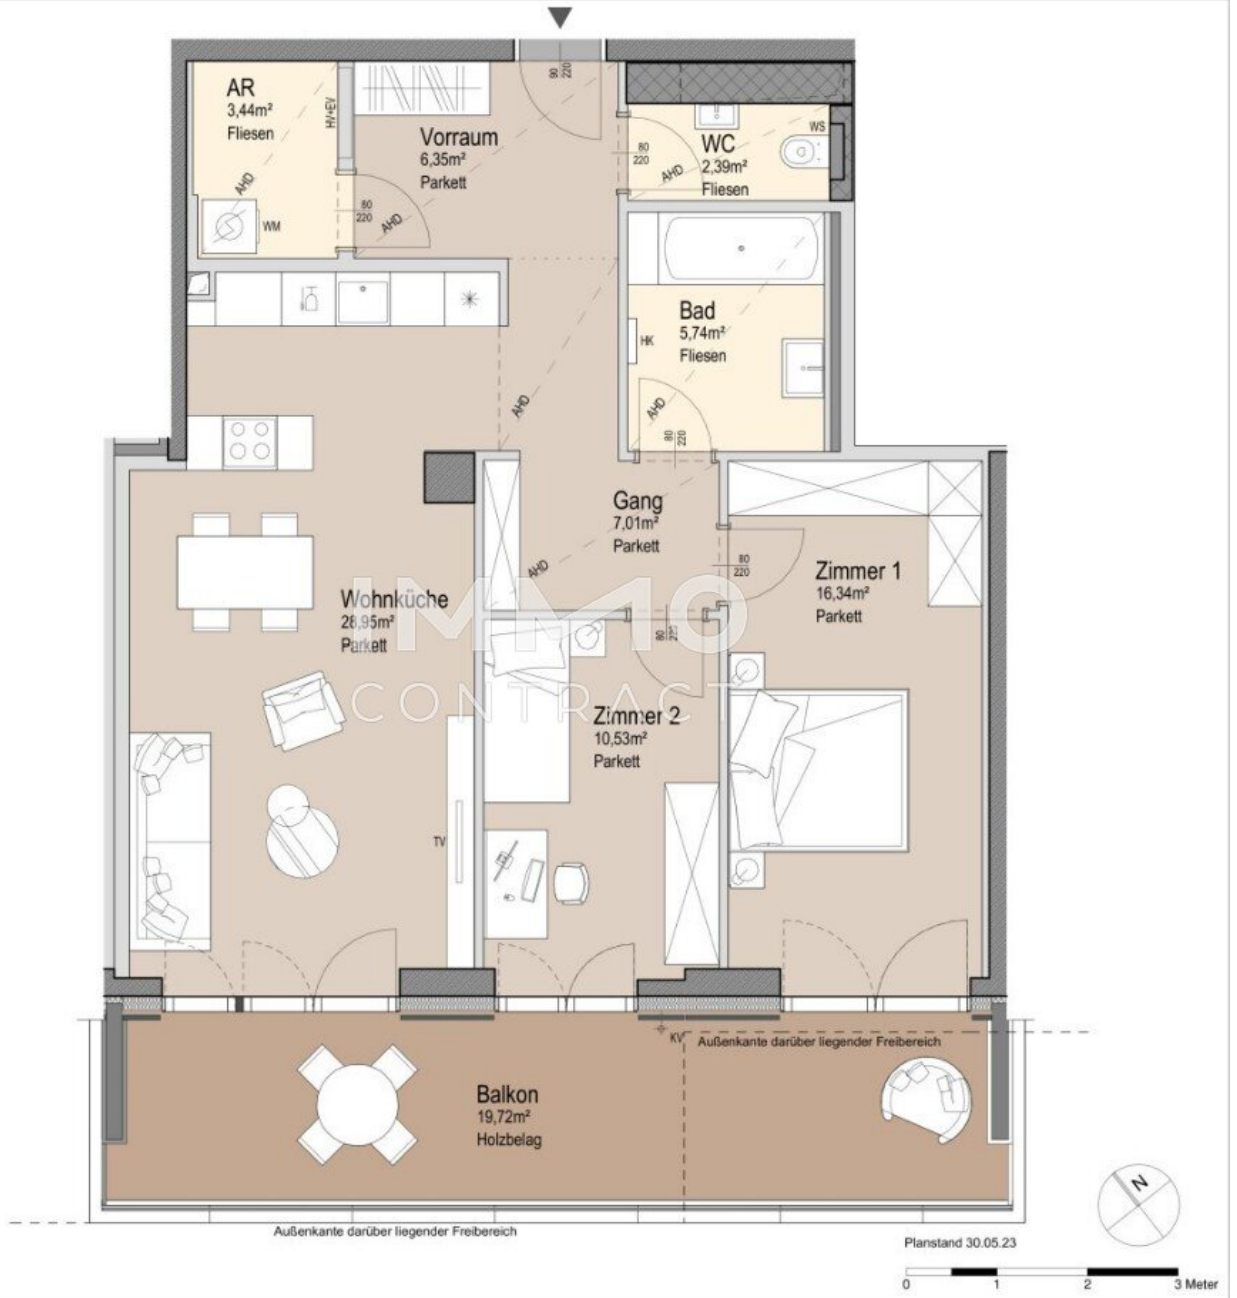 90
220
AR
3,44m²
Fliesen
HV+EV
AHD
WM
Vorraum
6,35m²
Parkett
80
220
AHD
80
220
AHD
WC
2,39m²
Fliesen
WS
Bad
5,74m²
Fliesen
HK
AHD
80
220
AHD
Gang
7,01m²
Parkett
AHD
80
220
Zimmer 1
16,34m²
Parkett
IMMO
CONTRACT
Wohnküche
28,95m²
Parkett
80
220
Zimmer 2
10,53m²
Parkett
TV
KV
Außenkante darüber liegender Freibereich
Balkon
19,72m²
Holzbelag
Außenkante darüber liegender Freibereich
N
Planstand 30.05.23
0 1 2 3 Meter